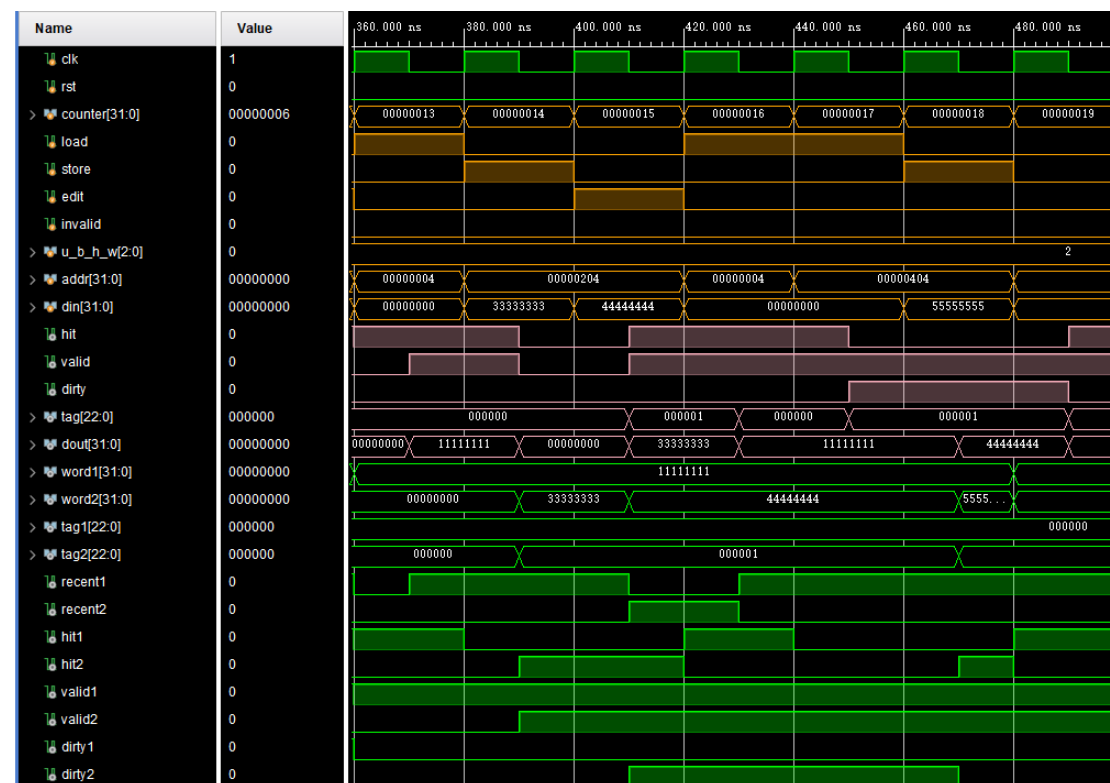 Name Value 360.000 ns 380.000 ns 400.000 ns 420.000 ns 440.000 ns 460.000 ns 480.000 ns
clk 1
rst 0
counter[31:0] 00000006 00000013 00000014 00000015 00000016 00000017 00000018 00000019
load 0
store 0
edit 0
invalid 0
u_b_h_w[2:0] 0 2
addr[31:0] 00000000 00000004 00000204 00000004 00000404
din[31:0] 00000000 00000000 33333333 44444444 00000000 55555555
hit 0
valid 0
dirty 0
tag[22:0] 000000 000000 000001 000000 000001
dout[31:0] 00000000 00000000 11111111 00000000 33333333 11111111 44444444
word1[31:0] 00000000 11111111
word2[31:0] 00000000 00000000 33333333 44444444 5555...
tag1[22:0] 000000 000000
tag2[22:0] 000000 000000 000001
recent1 0
recent2 0
hit1 0
hit2 0
valid1 0
valid2 0
dirty1 0
dirty2 0